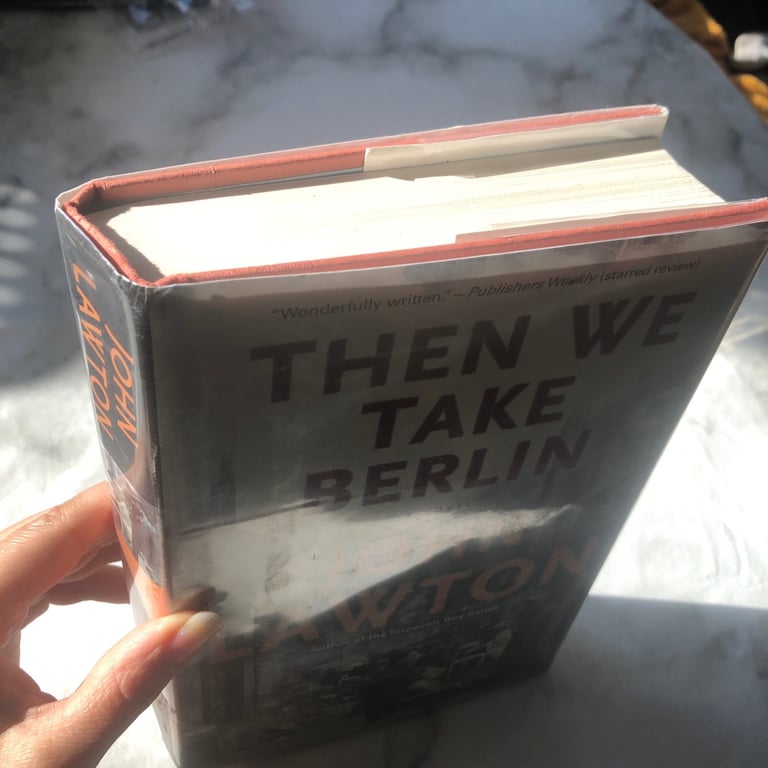 "Wonderfully written." — Publishers Weekly (starred review)
THEN WE
TAKE
BERLIN
JOHN
LAWTON
Author of the Inspector Troy Series
JOHN
LAWTON